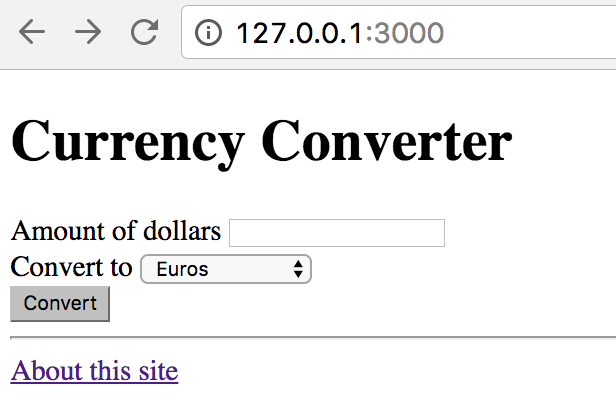 127.0.0.1:3000
Currency Converter
Amount of dollars
Convert to Euros
Convert
About this site